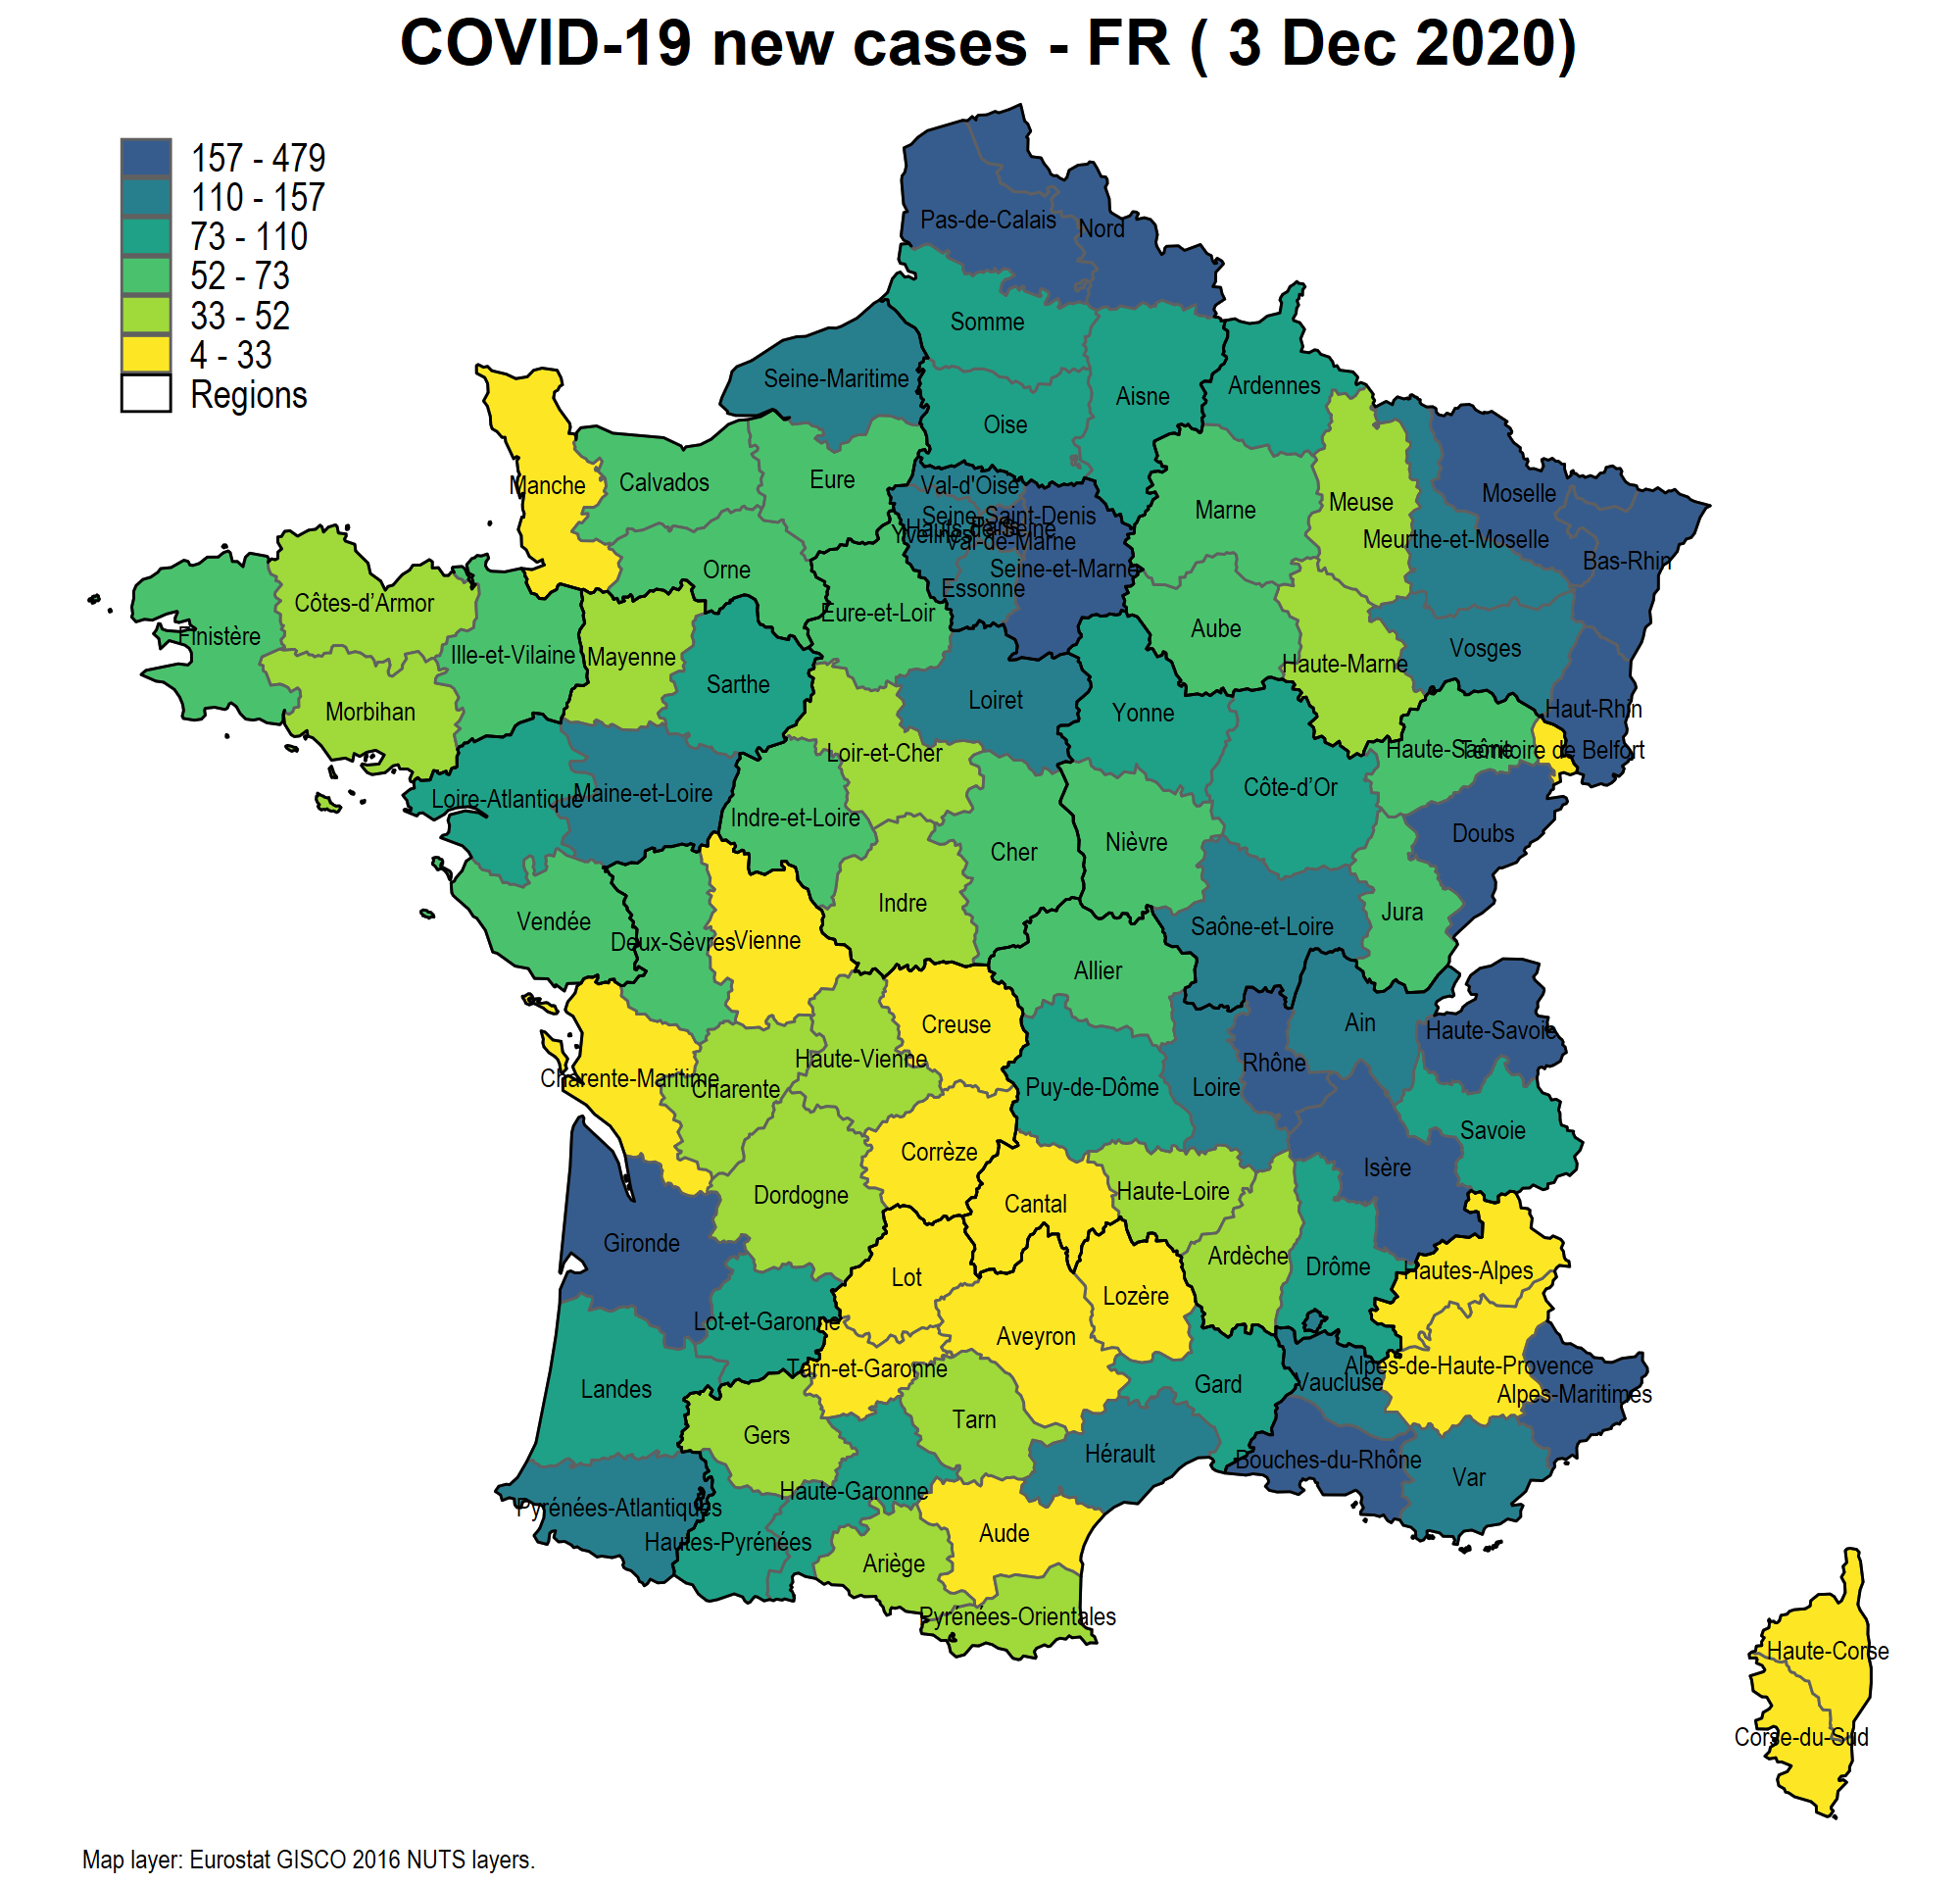 COVID-19 new cases - FR ( 3 Dec 2020)
157 - 479
110 - 157
73 - 110
52 - 73
33 - 52
4 - 33
Regions
Pas-de-Calais
Nord
Somme
Seine-Maritime
Ardennes
Aisne
Oise
Manche
Calvados
Eure
Val-d'Oise
Moselle
Meuse
Marne
Seine-Saint-Denis
Paris
Hauts-de-Seine
Yvelines
Val-de-Marne
Meurthe-et-Moselle
Bas-Rhin
Orne
Seine-et-Marne
Essonne
Côtes-d’Armor
Eure-et-Loir
Aube
Finistère
Ille-et-Vilaine
Mayenne
Vosges
Haute-Marne
Sarthe
Loiret
Morbihan
Yonne
Haut-Rhin
Loir-et-Cher
Haute-Saône
Territoire de Belfort
Côte-d’Or
Loire-Atlantique
Maine-et-Loire
Indre-et-Loire
Doubs
Nièvre
Cher
Indre
Jura
Vendée
Saône-et-Loire
Deux-Sèvres
Vienne
Allier
Ain
Creuse
Haute-Savoie
Haute-Vienne
Rhône
Charente-Maritime
Charente
Puy-de-Dôme
Loire
Savoie
Corrèze
Isère
Dordogne
Haute-Loire
Cantal
Gironde
Ardèche
Drôme
Hautes-Alpes
Lot
Lozère
Lot-et-Garonne
Aveyron
Tarn-et-Garonne
Alpes-de-Haute-Provence
Vaucluse
Gard
Landes
Alpes-Maritimes
Tarn
Gers
Hérault
Bouches-du-Rhône
Var
Haute-Garonne
Pyrénées-Atlantiques
Aude
Hautes-Pyrénées
Ariège
Pyrénées-Orientales
Haute-Corse
Corse-du-Sud
Map layer: Eurostat GISCO 2016 NUTS layers.